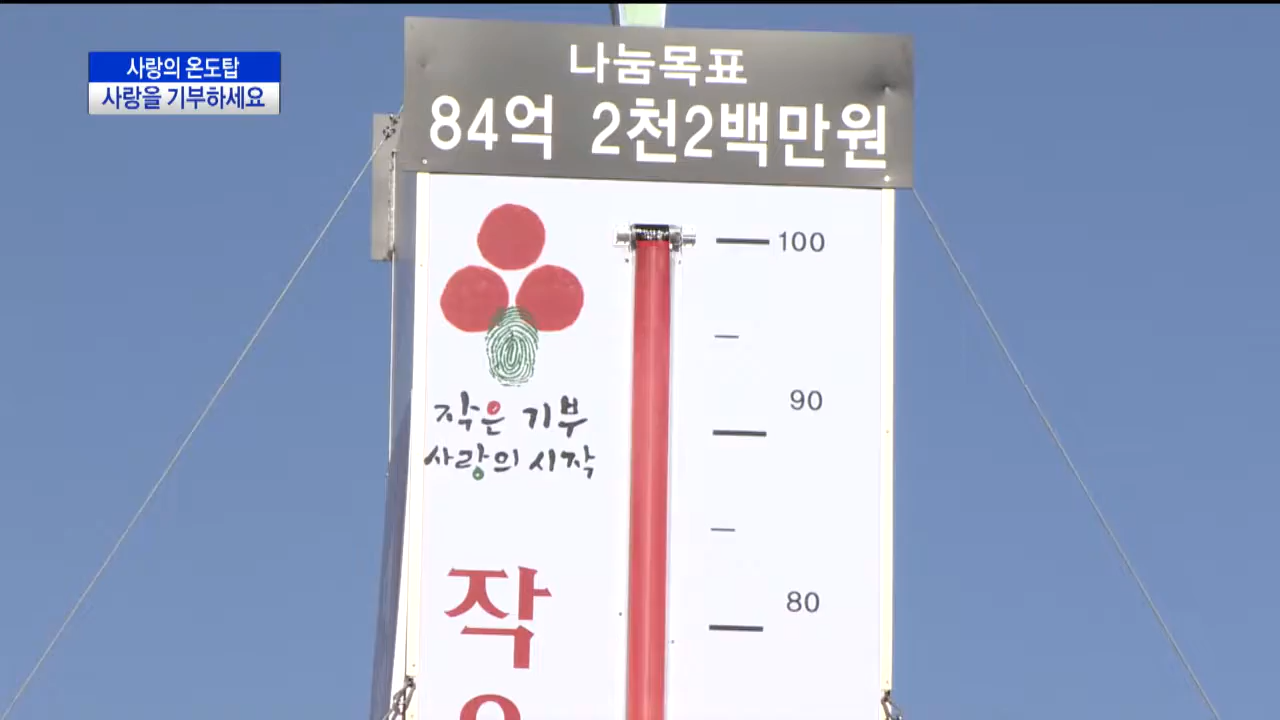 사랑의 온도탑
사랑을 기부하세요
나눔목표
84억 2천2백만원
100
90
80
작은 기부
사랑의 시작
작